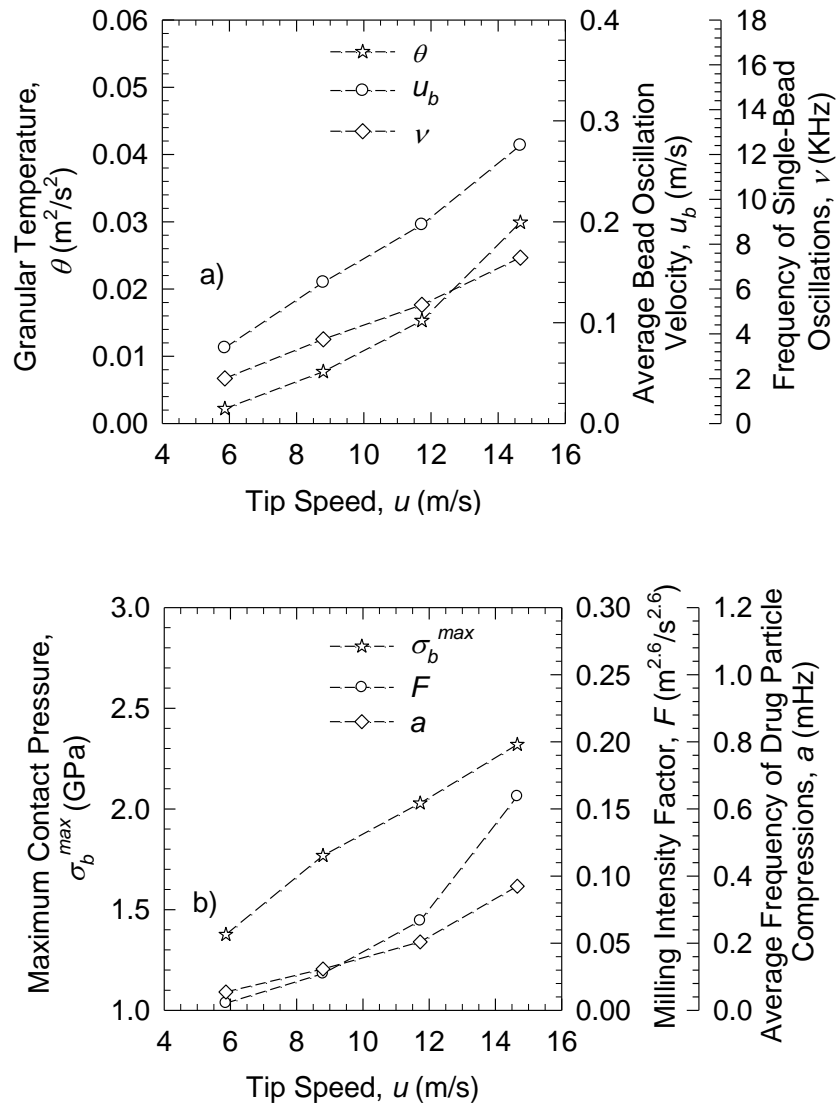 Granular Temperature,
θ (m²/s²)
0.06
0.05
0.04
0.03
0.02
0.01
0.00
θ
u_b
ν
a)
4 6 8 10 12 14 16
Tip Speed, u (m/s)
0.4
0.3
0.2
0.1
0.0
Average Bead Oscillation
Velocity, u_b (m/s)
18
16
14
12
10
8
6
4
2
0
Frequency of Single-Bead
Oscillations, ν (KHz)
Maximum Contact Pressure,
σ_b^max (GPa)
3.0
2.5
2.0
1.5
1.0
σ_b^max
F
a
b)
4 6 8 10 12 14 16
Tip Speed, u (m/s)
0.30
0.25
0.20
0.15
0.10
0.05
0.00
Milling Intensity Factor, F (m^2.6/s^2.6)
1.2
1.0
0.8
0.6
0.4
0.2
0.0
Average Frequency of Drug Particle
Compressions, a (mHz)